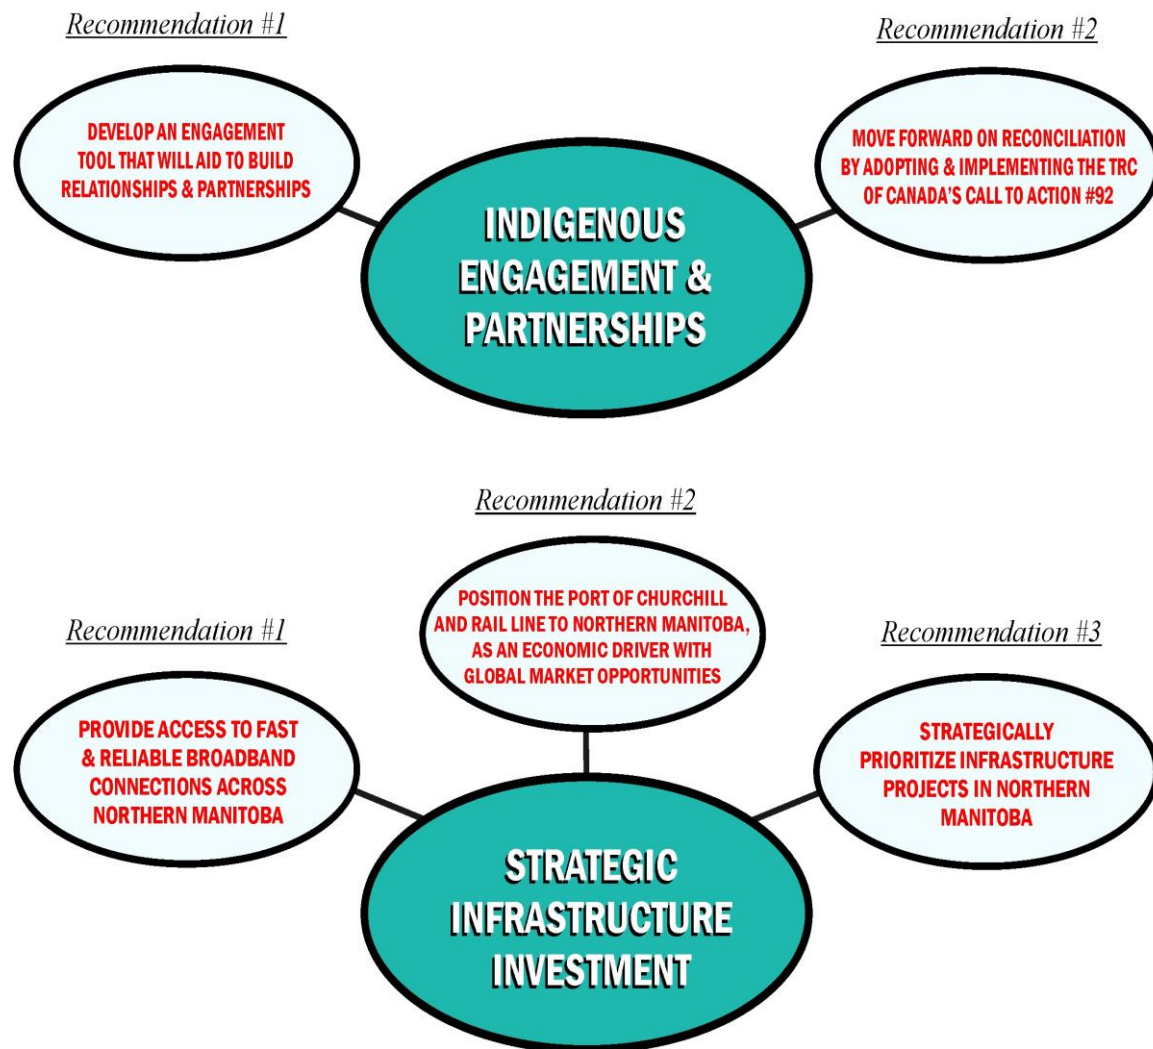 Recommendation #1
Recommendation #2
DEVELOP AN ENGAGEMENT
TOOL THAT WILL AID TO BUILD
RELATIONSHIPS & PARTNERSHIPS
MOVE FORWARD ON RECONCILIATION
BY ADOPTING & IMPLEMENTING THE TRC
OF CANADA'S CALL TO ACTION #92
INDIGENOUS
ENGAGEMENT &
PARTNERSHIPS
Recommendation #2
POSITION THE PORT OF CHURCHILL
AND RAIL LINE TO NORTHERN MANITOBA,
AS AN ECONOMIC DRIVER WITH
GLOBAL MARKET OPPORTUNITIES
Recommendation #1
PROVIDE ACCESS TO FAST
& RELIABLE BROADBAND
CONNECTIONS ACROSS
NORTHERN MANITOBA
Recommendation #3
STRATEGICALLY
PRIORITIZE INFRASTRUCTURE
PROJECTS IN NORTHERN
MANITOBA
STRATEGIC
INFRASTRUCTURE
INVESTMENT